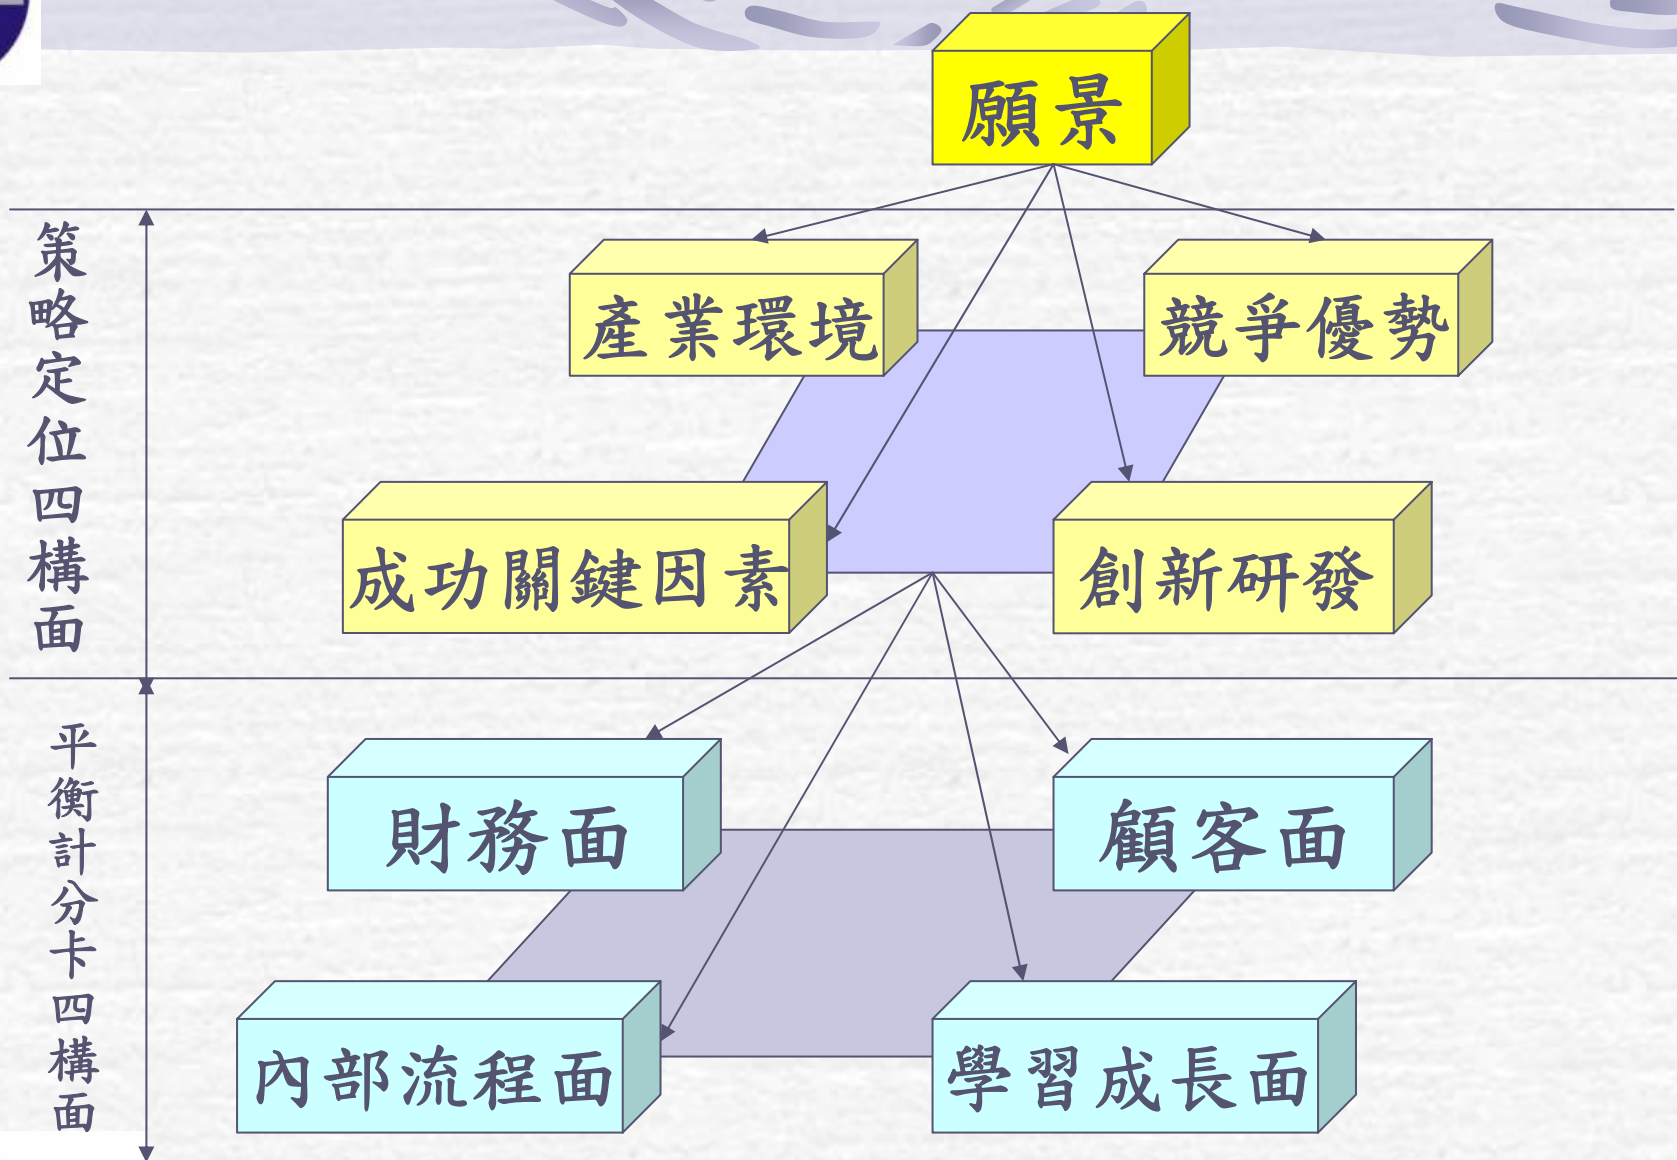 願景
策略定位四構面
產業環境
競爭優勢
成功關鍵因素
創新研發
平衡計分卡四構面
財務面
顧客面
內部流程面
學習成長面